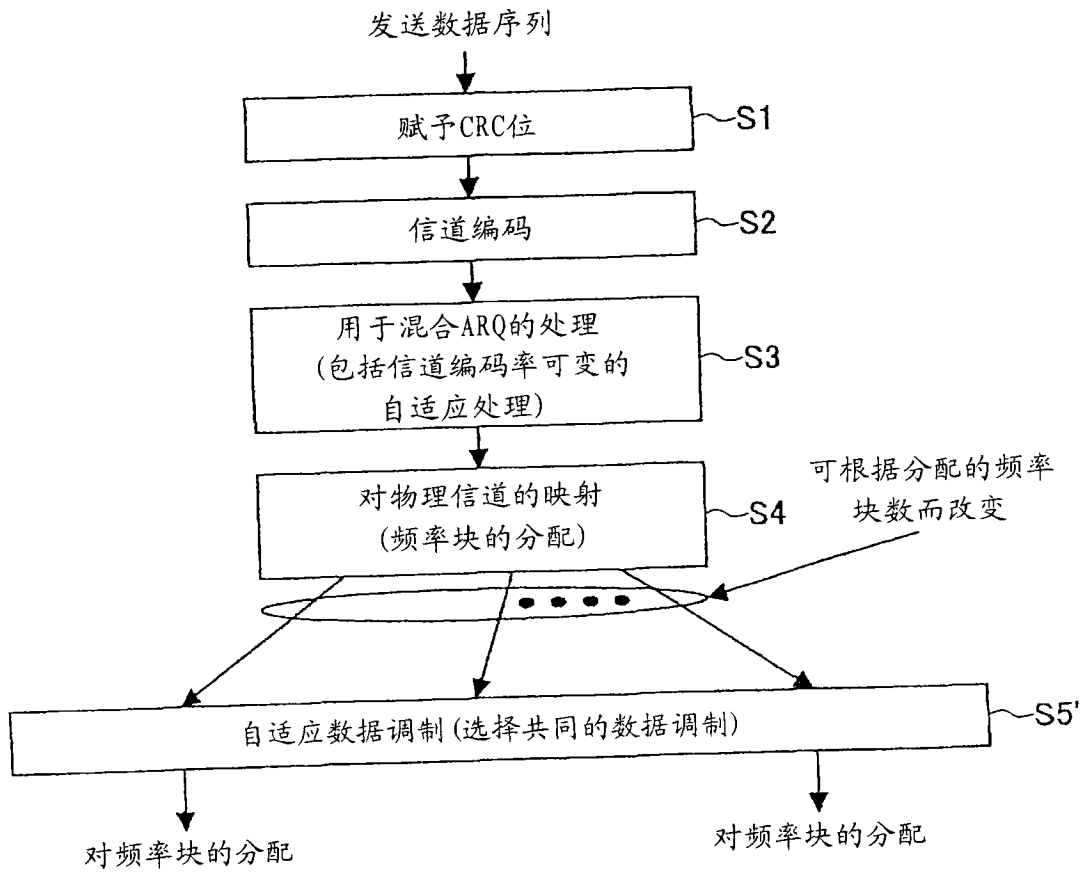 发送数据序列
赋予CRC位
S1
信道编码
S2
用于混合ARQ的处理
(包括信道编码率可变的
自适应处理)
S3
对物理信道的映射
(频率块的分配)
S4
可根据分配的频率
块数而改变
自适应数据调制(选择共同的数据调制)
S5'
对频率块的分配
对频率块的分配